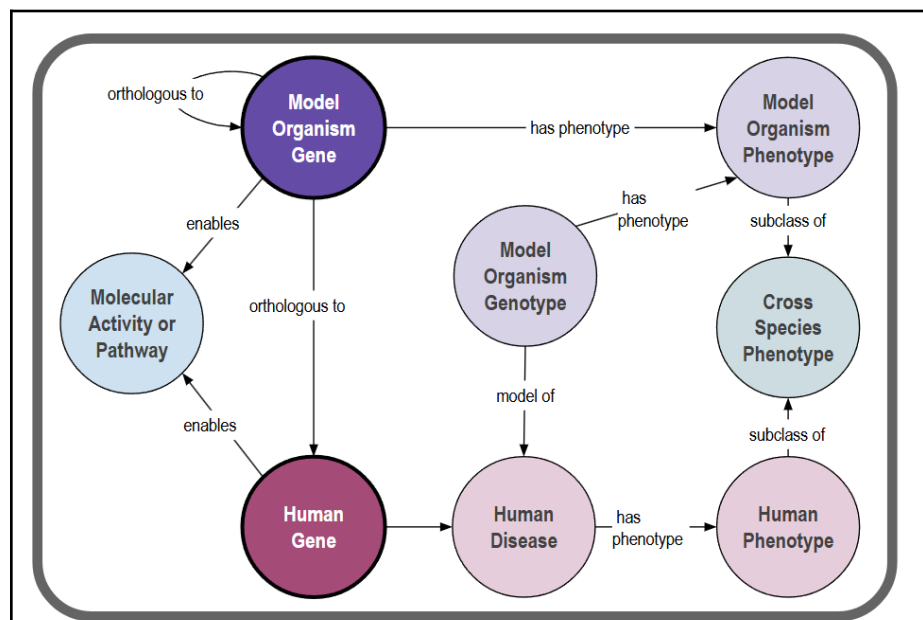 orthologous to
Model
Organism
Gene
has phenotype
Model
Organism
Phenotype
has
phenotype
enables
subclass of
Model
Organism
Genotype
Molecular
Activity or
Pathway
orthologous to
Cross
Species
Phenotype
model of
enables
subclass of
Human
Gene
Human
Disease
has
phenotype
Human
Phenotype